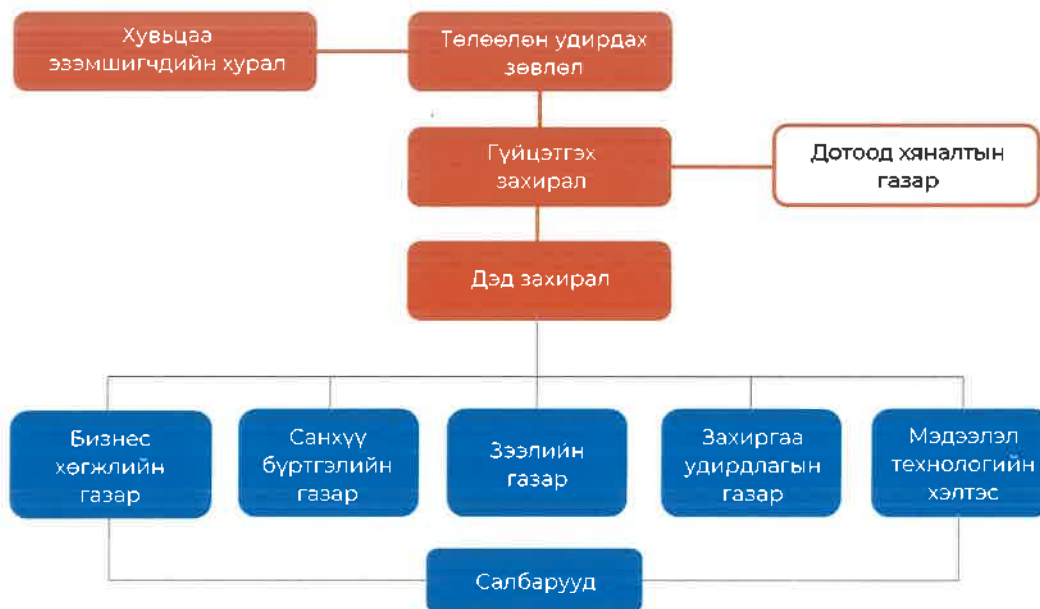 Хувьцаа
эзэмшигчдийн хурал
Төлөөлөн удирдах
зөвлөл
Гүйцэтгэх
захирал
Дотоод хяналтын
газар
Дэд захирал
Бизнес
хөгжлийн
газар
Санхүү
бүртгэлийн
газар
Зээлийн
газар
Захиргаа
удирдлагын
газар
Мэдээлэл
технологийн
хэлтэс
Салбарууд